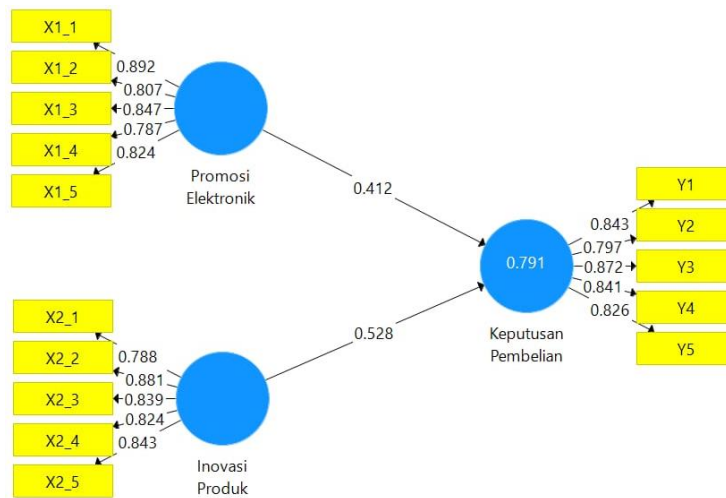 X1_1
0.892
X1_2
0.807
X1_3
0.847
X1_4
0.787
X1_5
0.824
Promosi
Elektronik
0.412
X2_1
0.788
X2_2
0.881
X2_3
0.839
X2_4
0.824
X2_5
0.843
Inovasi
Produk
0.528
0.791
Keputusan
Pembelian
Y1
0.843
Y2
0.797
Y3
0.872
Y4
0.841
Y5
0.826